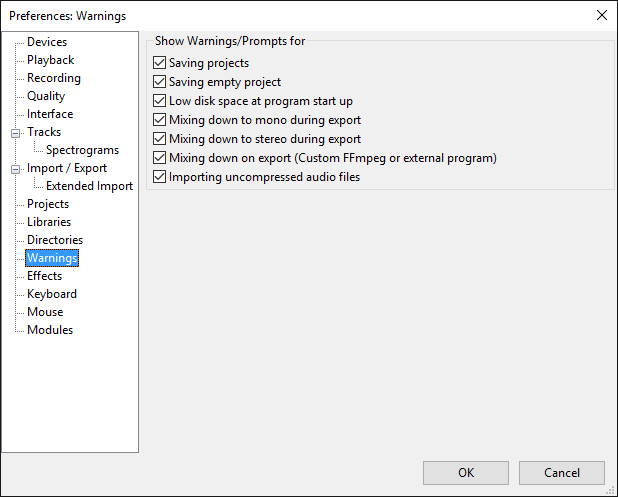 Preferences: Warnings
Devices
Playback
Recording
Quality
Interface
Tracks
Spectrograms
Import / Export
Extended Import
Projects
Libraries
Directories
Warnings
Effects
Keyboard
Mouse
Modules
Show Warnings/Prompts for
Saving projects
Saving empty project
Low disk space at program start up
Mixing down to mono during export
Mixing down to stereo during export
Mixing down on export (Custom FFmpeg or external program)
Importing uncompressed audio files
OK
Cancel